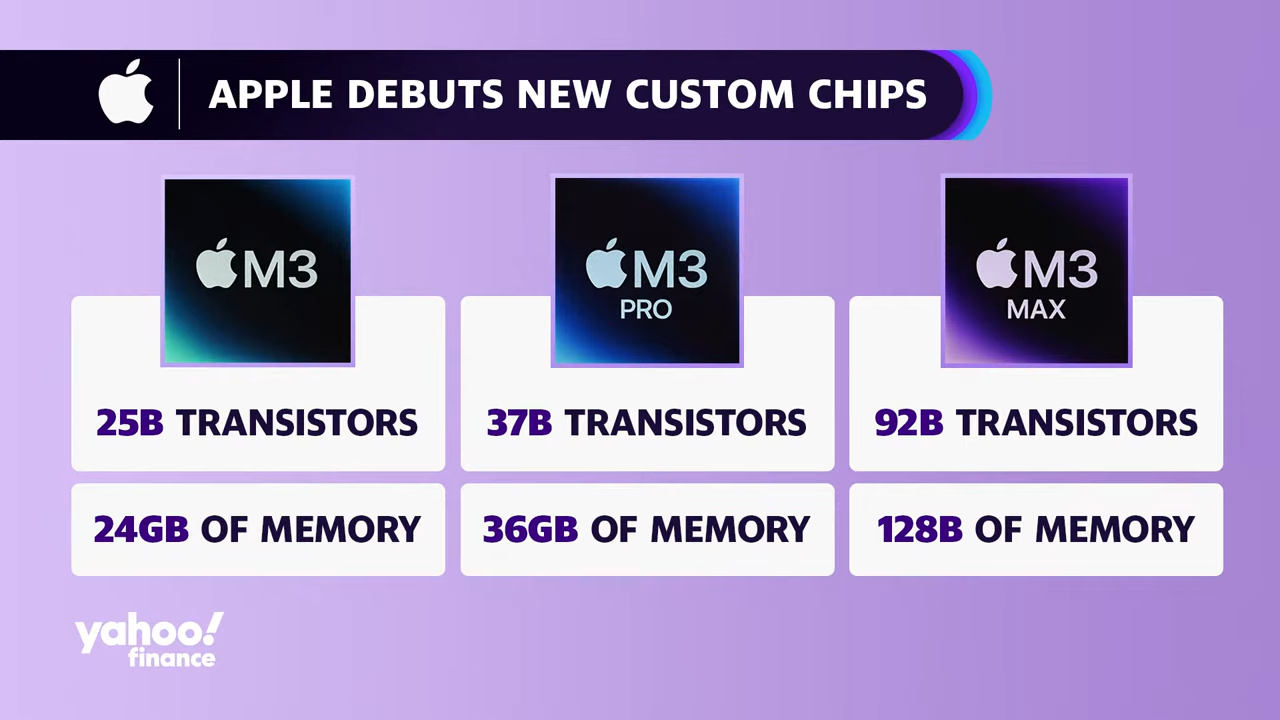 APPLE DEBUTS NEW CUSTOM CHIPS
M3
M3
PRO
M3
MAX
25B TRANSISTORS
37B TRANSISTORS
92B TRANSISTORS
24GB OF MEMORY
36GB OF MEMORY
128B OF MEMORY
yahoo!
finance